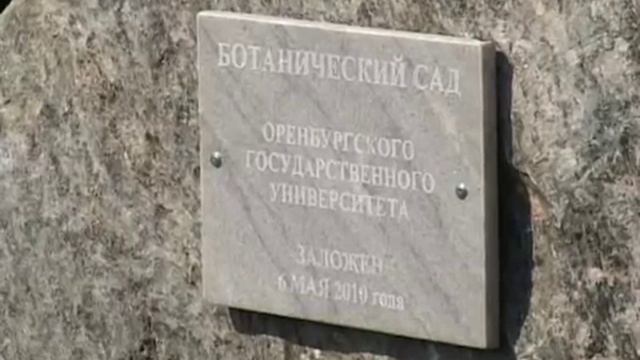 БОТАНИЧЕСКИЙ САД
ОРЕНБУРГСКОГО
ГОСУДАРСТВЕННОГО
УНИВЕРСИТЕТА
ЗАЛОЖЕН
6 МАЯ 2010 года